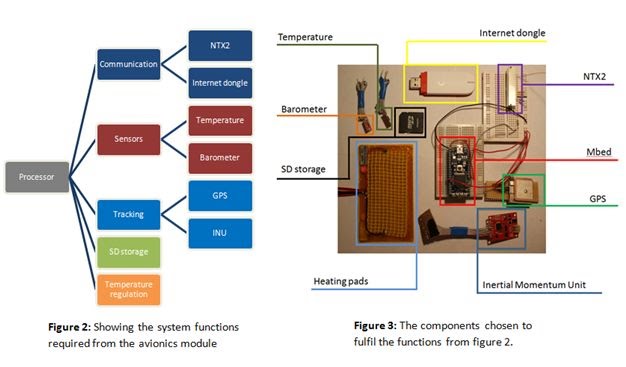 Processor
Communication
NTX2
Internet dongle
Sensors
Temperature
Barometer
Tracking
GPS
INU
SD storage
Temperature
regulation
Figure 2: Showing the system functions
required from the avionics module
Temperature
Internet dongle
NTX2
Barometer
SD storage
Mbed
GPS
Heating pads
Inertial Momentum Unit
Figure 3: The components chosen to
fulfil the functions from figure 2.